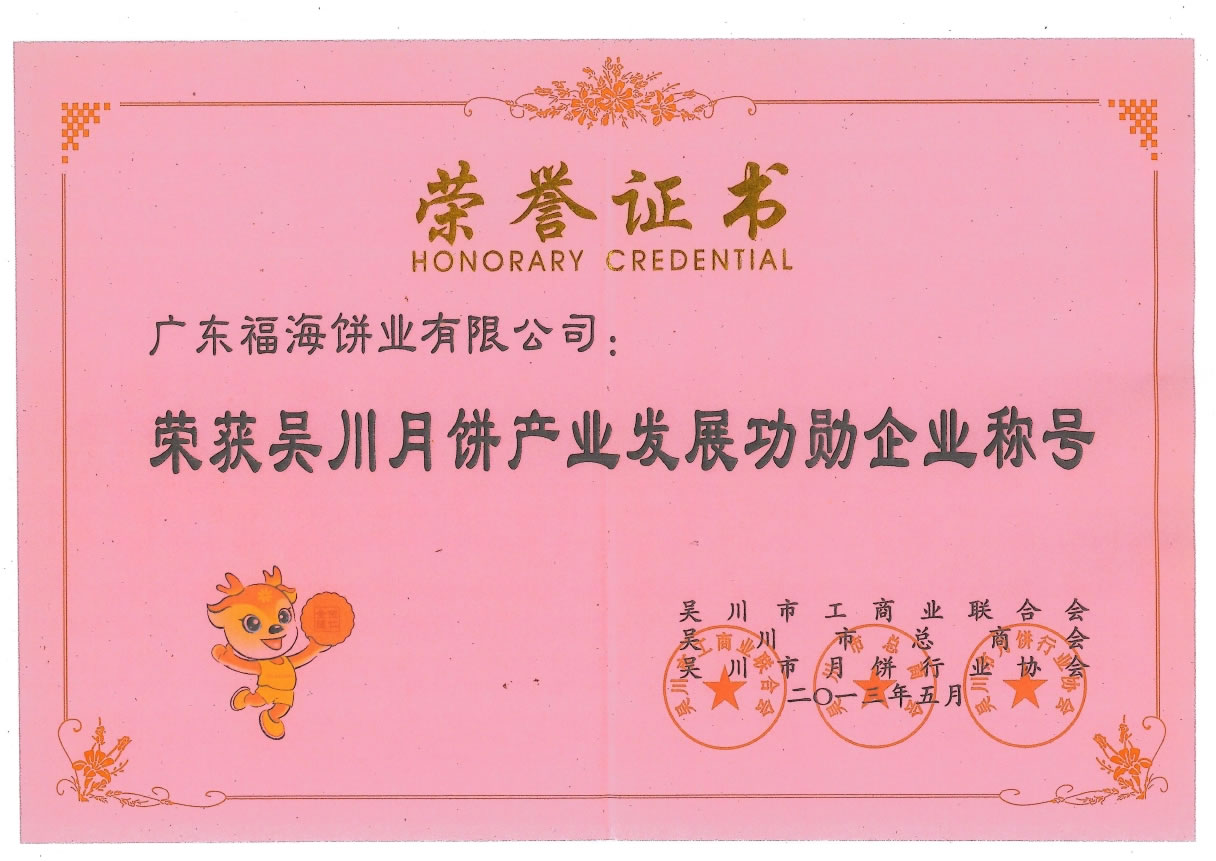 荣誉证书
HONORARY CREDENTIAL
广东福海饼业有限公司：
荣获吴川月饼产业发展功勋企业称号
吴川市工商业联合会
吴川市总商会
吴川市月饼行业协会
二〇一三年五月
吴川市工商业联合会
吴川市总商会
吴川市月饼行业协会